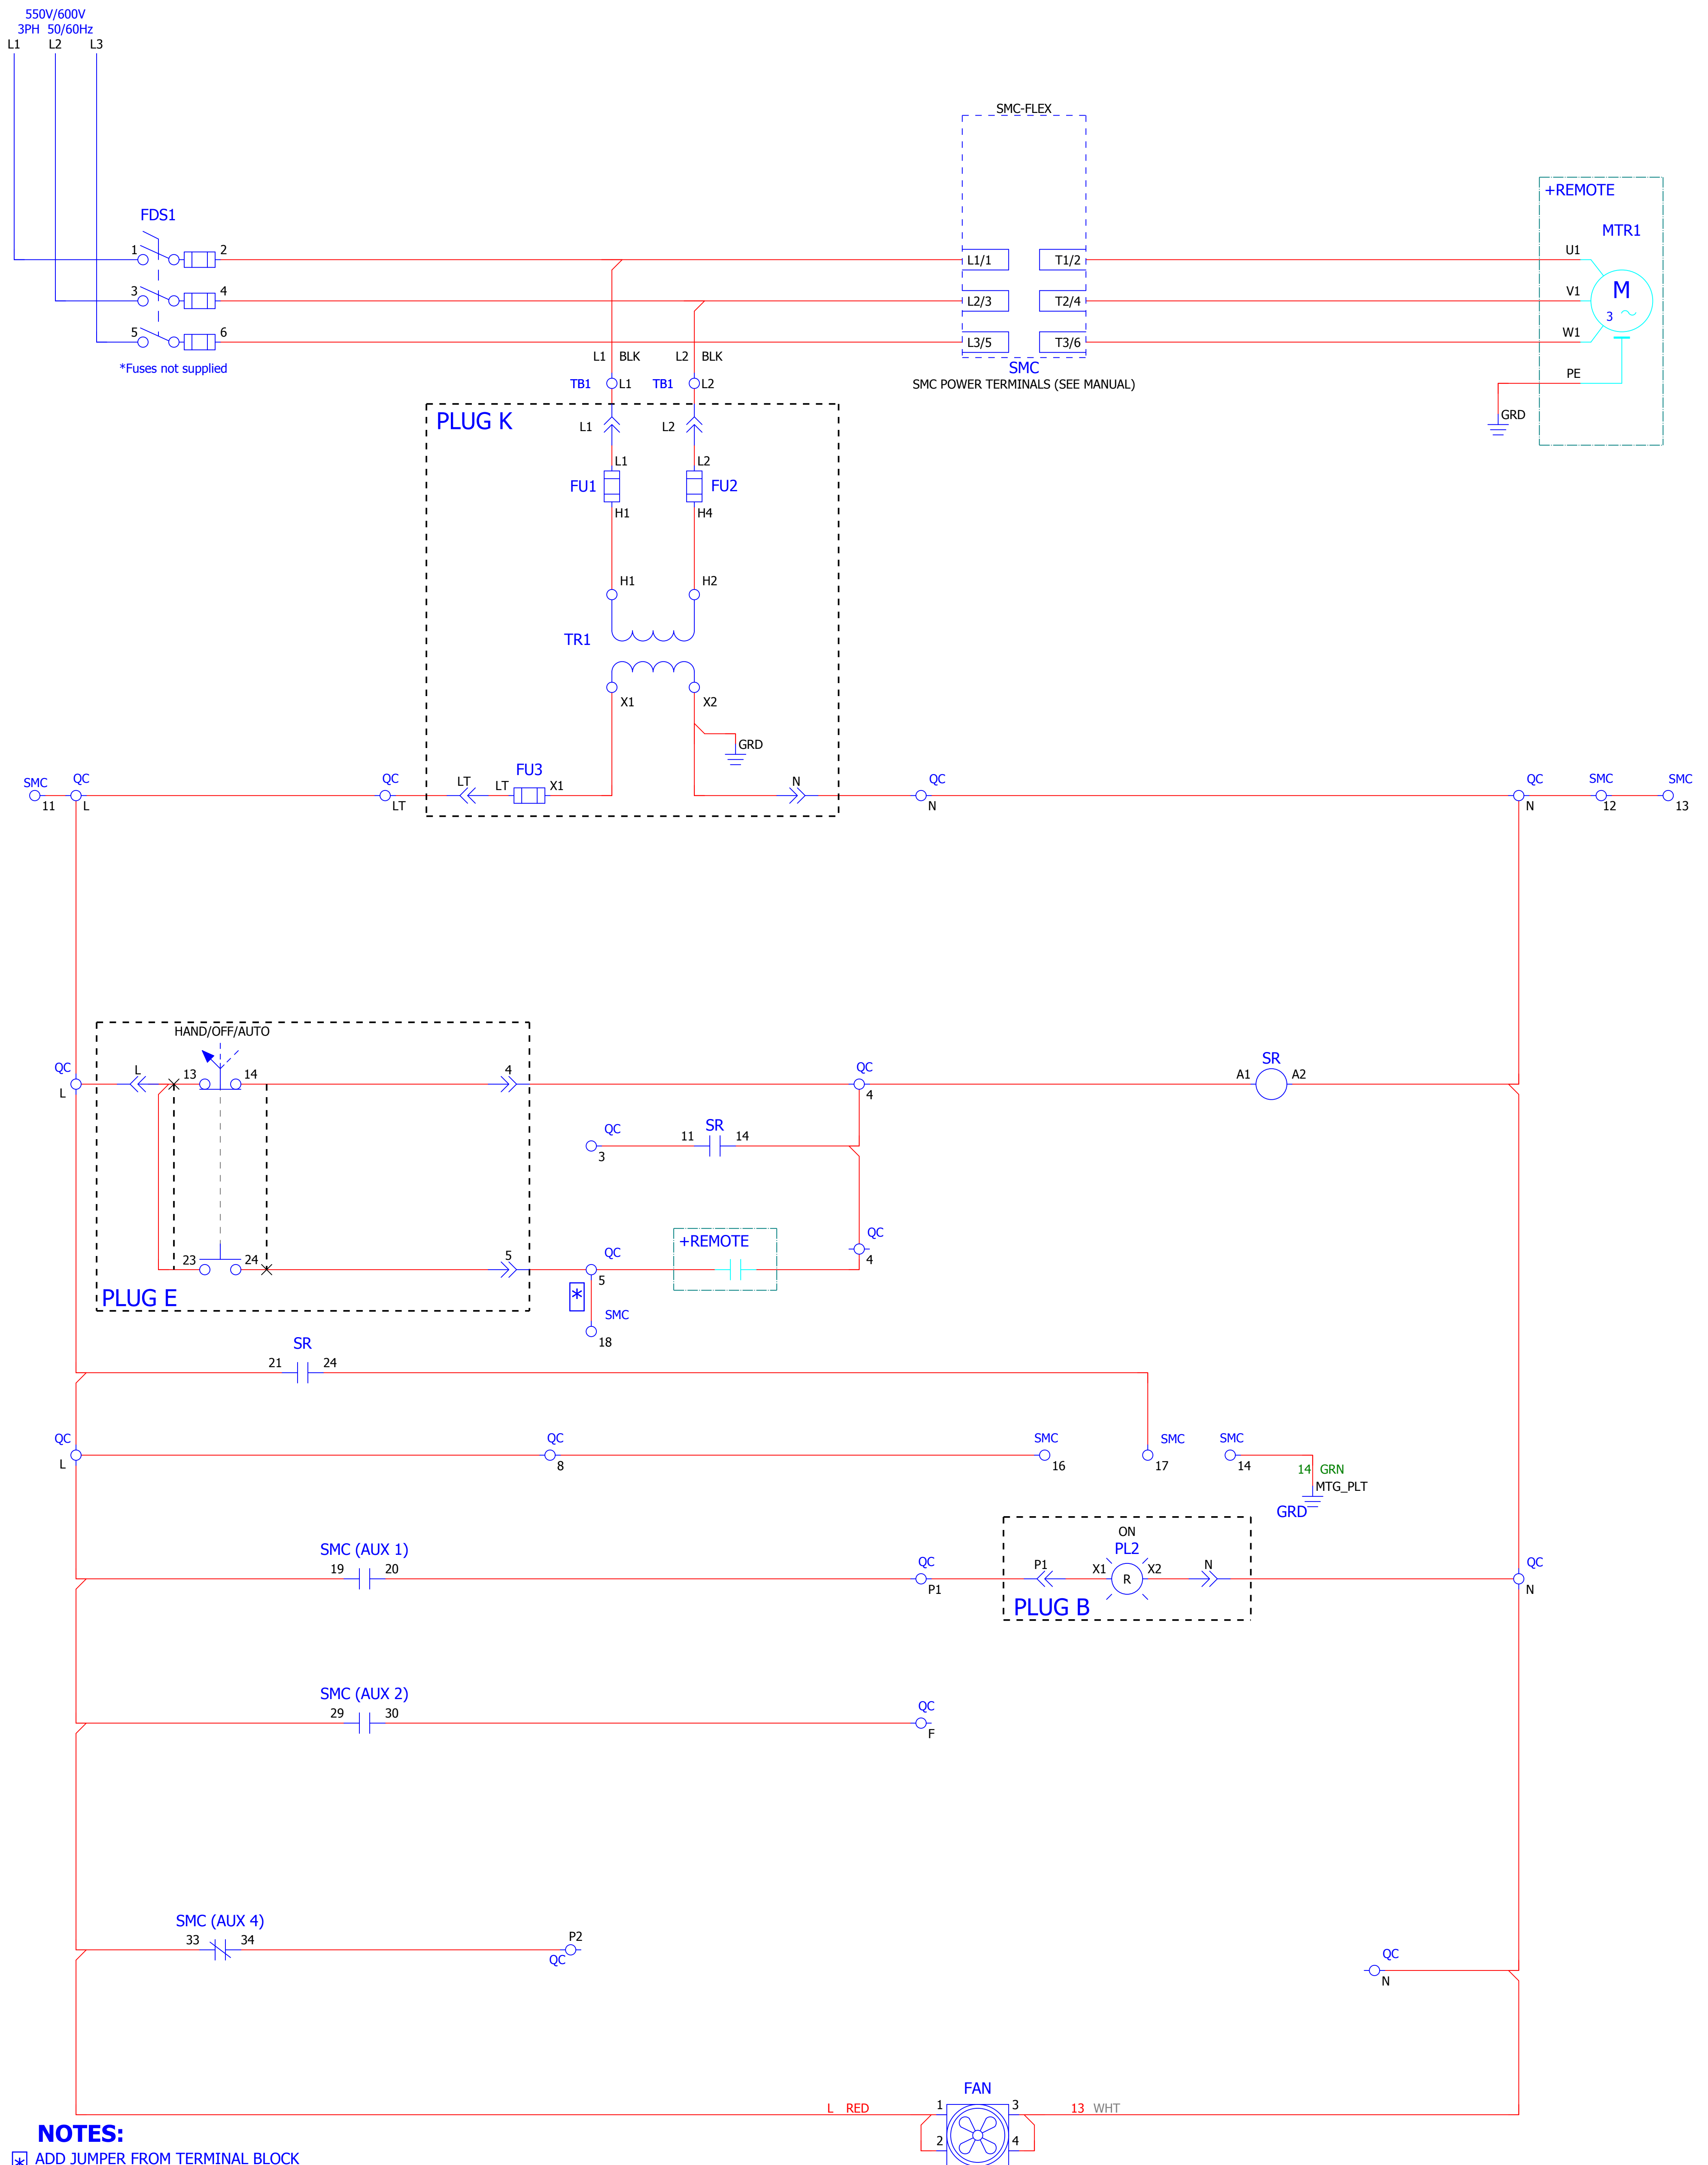 550V/600V
3PH 50/60Hz
L1 L2 L3
SMC-FLEX
+REMOTE
MTR1
FDS1
1 2
L1/1 T1/2
U1
3 4
L2/3 T2/4
V1
M
3
5 6
L3/5 T3/6
W1
*Fuses not supplied
L1 BLK L2 BLK
SMC
SMC POWER TERMINALS (SEE MANUAL)
PE
GRD
TB1 L1 TB1 L2
PLUG K
L1 L2
L1 L2
FU1 FU2
H1 H4
H1 H2
TR1
X1 X2
GRD
SMC QC QC LT LT FU3 X1 N QC QC SMC SMC
11 L LT N N 12 13
HAND/OFF/AUTO
QC L 13 14 4 QC SR
L 4 A1 A2
QC 11 SR 14
3
QC
4
+REMOTE
23 24 5 QC
5
PLUG E
*
SMC
18
SR
21 24
QC QC SMC SMC SMC
L 8 16 17 14
14 GRN
MTG_PLT
GRD
ON
PL2
SMC (AUX 1)
19 20 QC P1 X1 R X2 N QC
P1 N
PLUG B
SMC (AUX 2)
29 30 QC
F
SMC (AUX 4)
33 34 P2
QC
QC
N
FAN
L RED 1 3 13 WHT
2 4
NOTES:
* ADD JUMPER FROM TERMINAL BLOCK